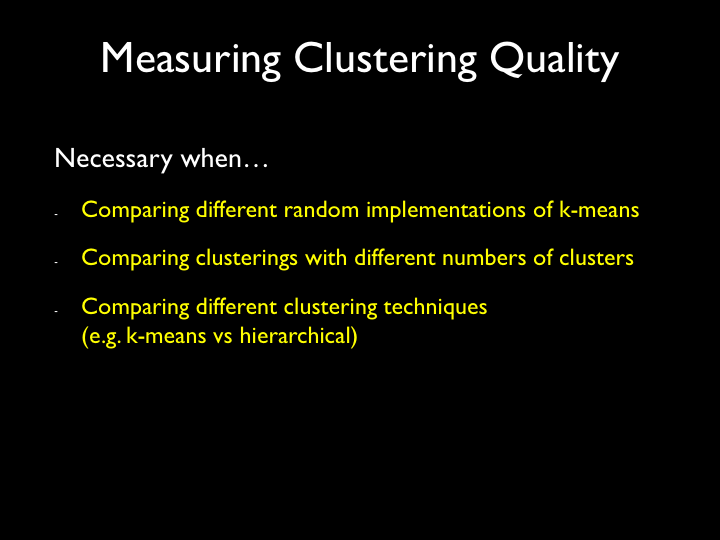 Measuring Clustering Quality
Necessary when…
- Comparing different random implementations of k-means
- Comparing clusterings with different numbers of clusters
- Comparing different clustering techniques
(e.g. k-means vs hierarchical)